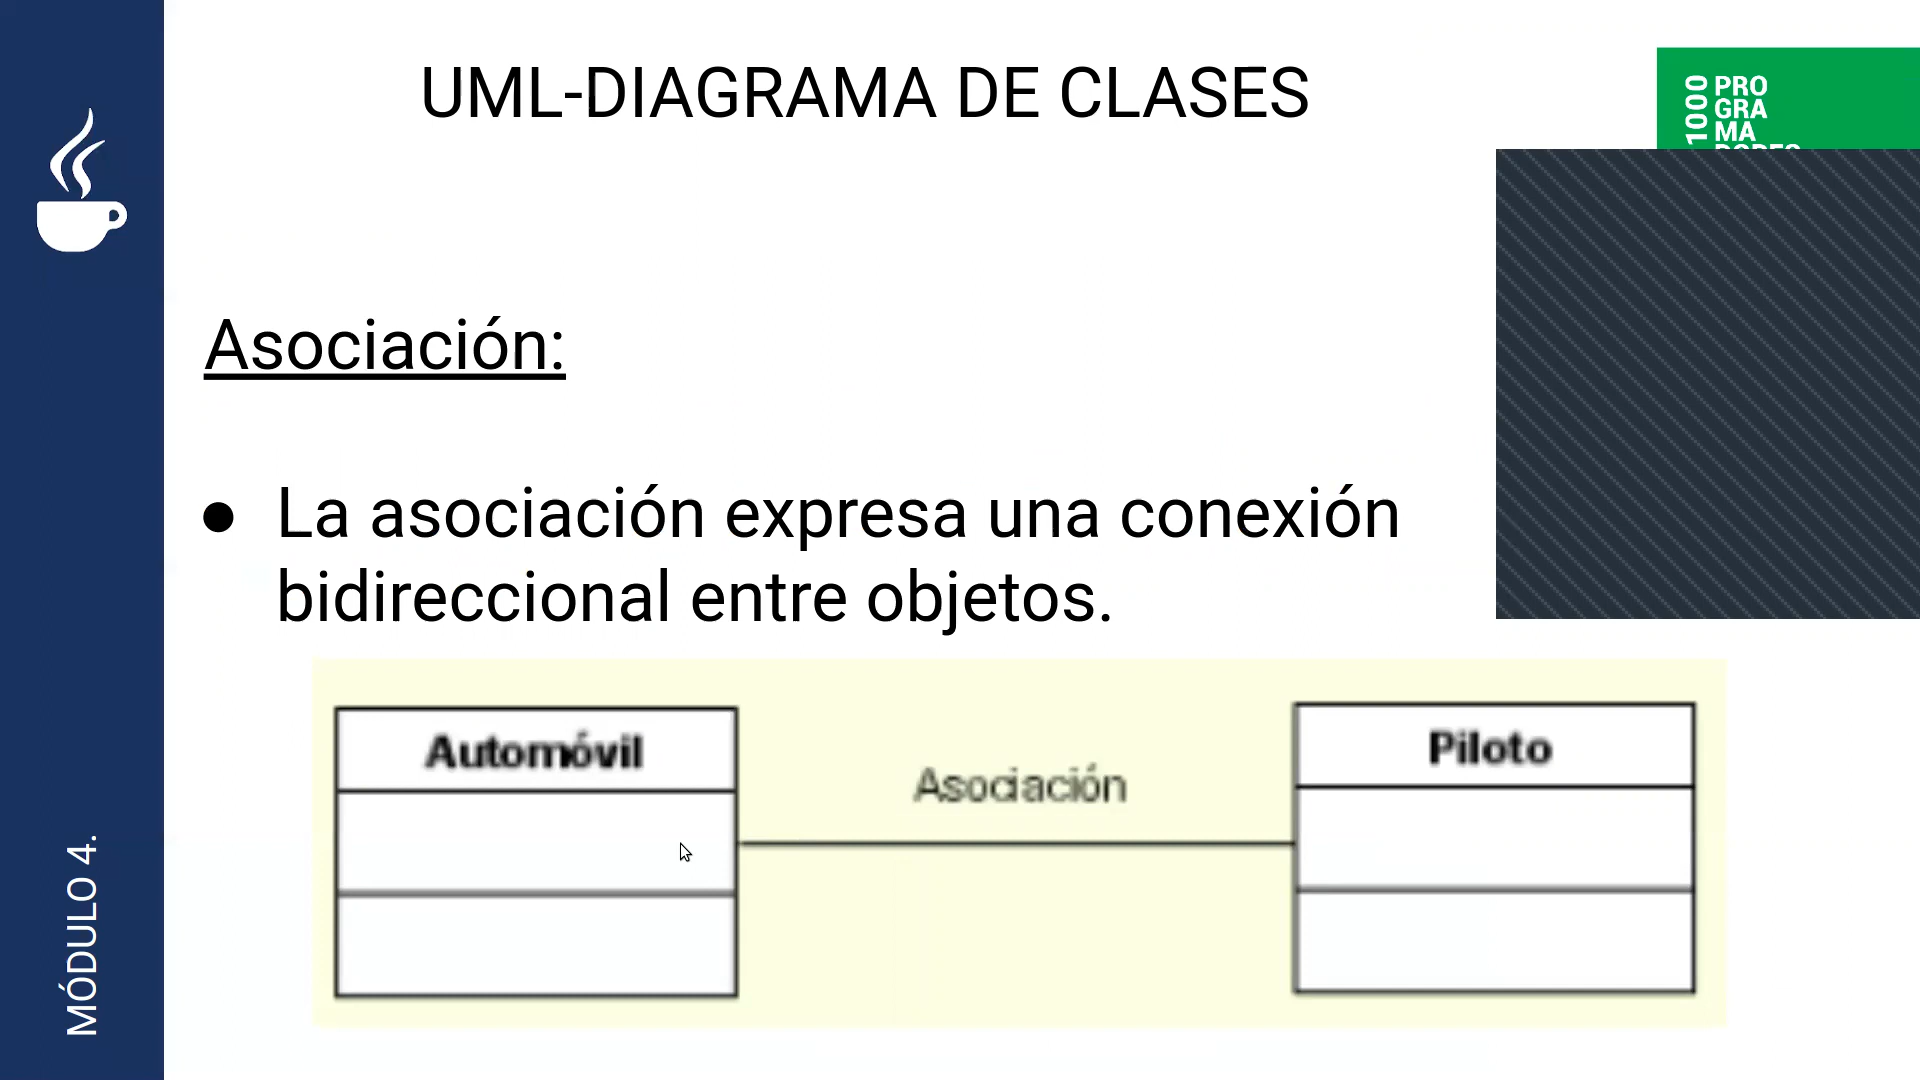 UML-DIAGRAMA DE CLASES
1000
PRO
GRA
MA
Asociación:
● La asociación expresa una conexión
bidireccional entre objetos.
Automóvil
Asociación
Piloto
MÓDULO 4.